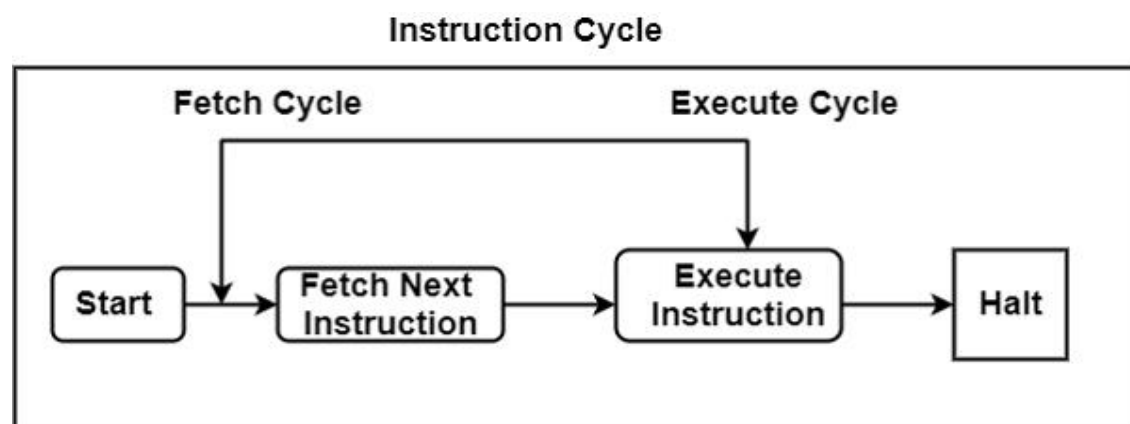 Instruction Cycle
Fetch Cycle
Execute Cycle
Start
Fetch Next
Instruction
Execute
Instruction
Halt